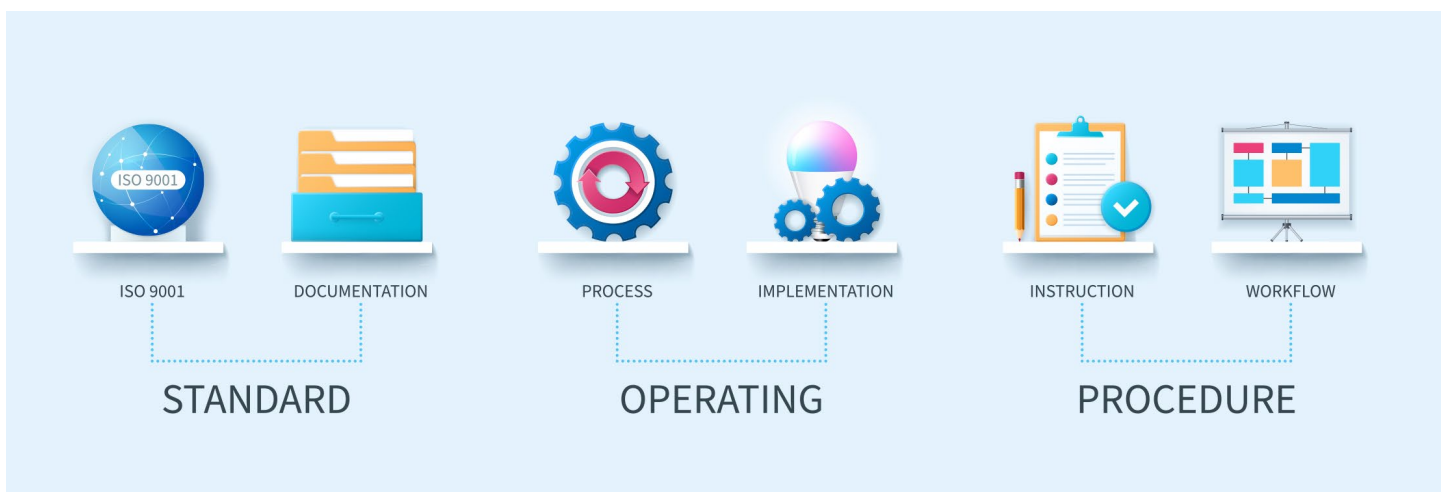 ISO 9001
ISO 9001
DOCUMENTATION
PROCESS
IMPLEMENTATION
INSTRUCTION
WORKFLOW
STANDARD
OPERATING
PROCEDURE